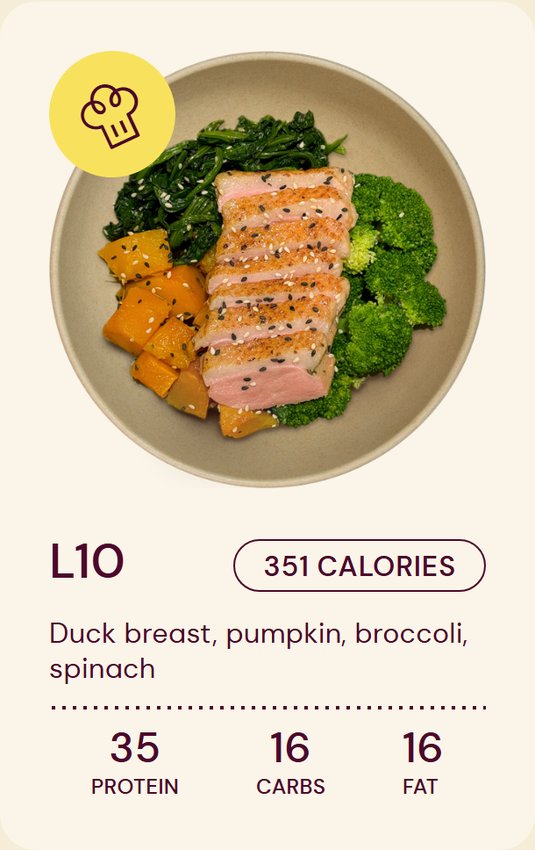 L10
351 CALORIES
Duck breast, pumpkin, broccoli,
spinach
35 16 16
PROTEIN CARBS FAT